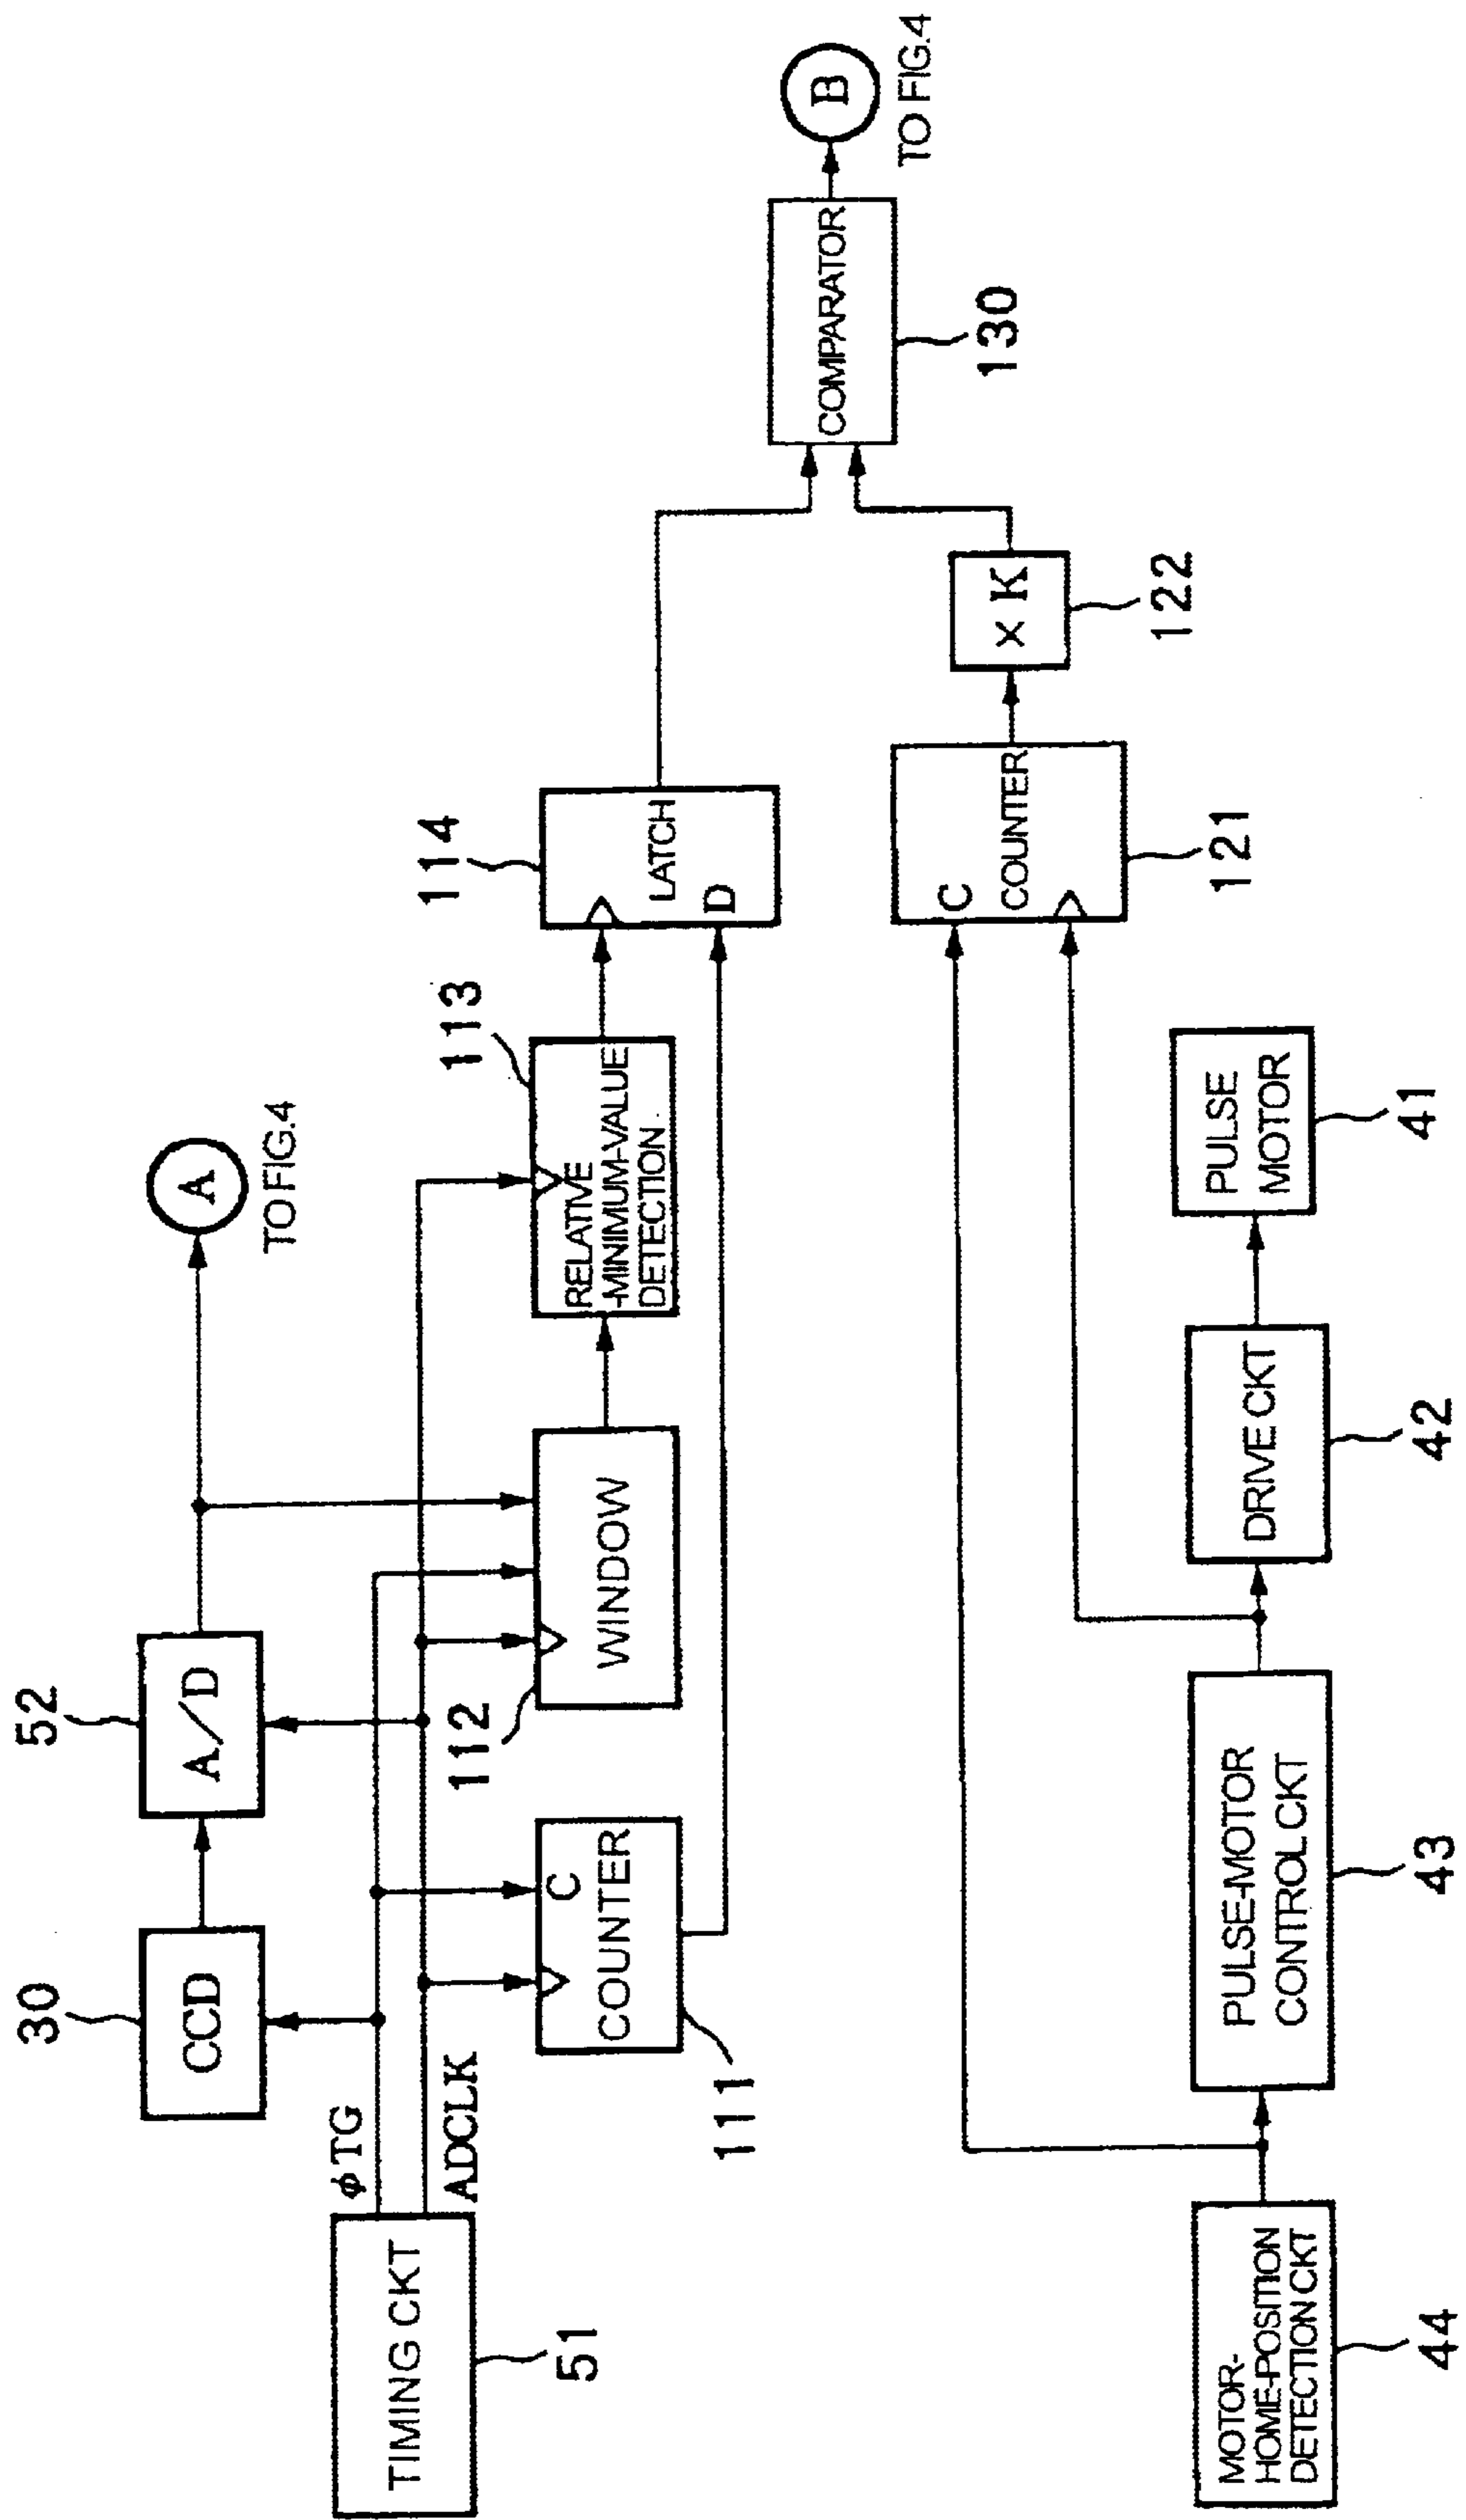 30
CCD
52
A/D
A
TO FIG.4
φTG
ADCLK
TIMING CKT
51
C
COUNTER
111
112
WINDOW
113
RELATIVE
-MINIMUM-VALUE
DETECTION
114
LATCH
D
COMPARATOR
130
B
TO FIG.4
C
COUNTER
121
× K
122
MOTOR-
HOME-POSITION
DETECTION CKT
44
PULSE-MOTOR
CONTROL CKT
43
DRIVE CKT
42
PULSE
MOTOR
41